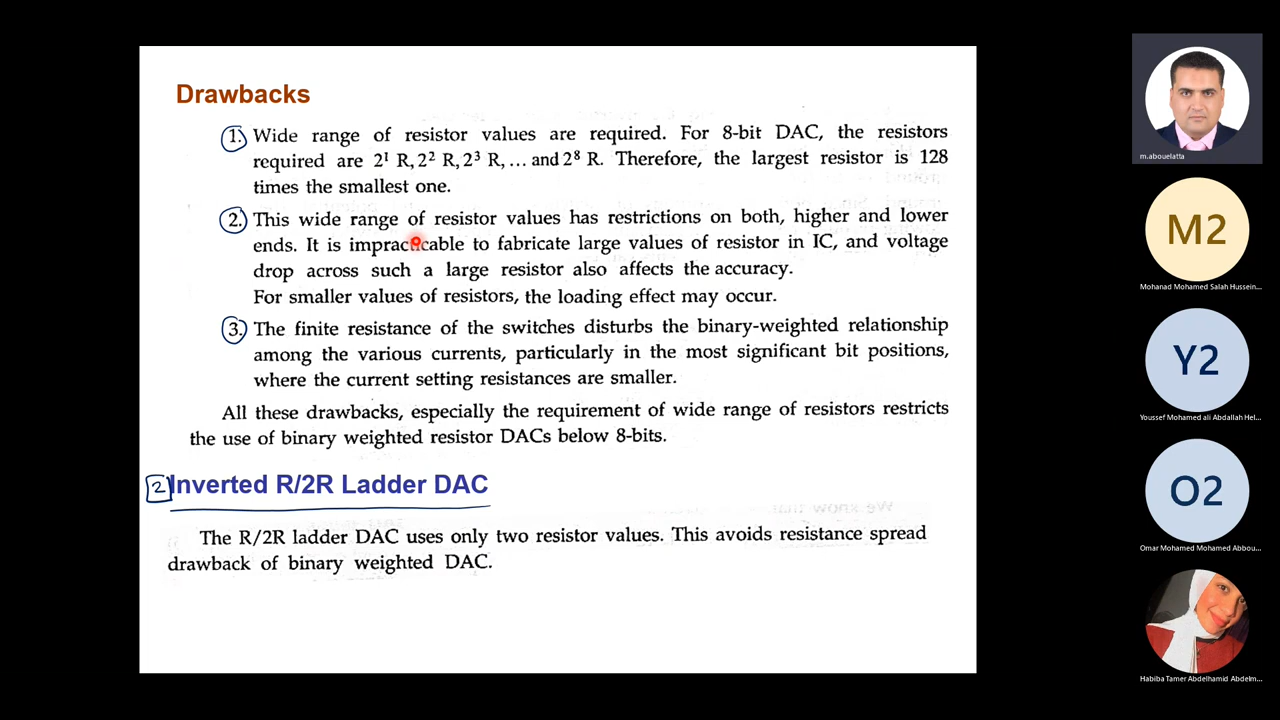 Drawbacks
1. Wide range of resistor values are required. For 8-bit DAC, the resistors
required are 2¹ R, 2² R, 2³ R, ... and 2⁸ R. Therefore, the largest resistor is 128
times the smallest one.
2. This wide range of resistor values has restrictions on both, higher and lower
ends. It is impracticable to fabricate large values of resistor in IC, and voltage
drop across such a large resistor also affects the accuracy.
For smaller values of resistors, the loading effect may occur.
3. The finite resistance of the switches disturbs the binary-weighted relationship
among the various currents, particularly in the most significant bit positions,
where the current setting resistances are smaller.
All these drawbacks, especially the requirement of wide range of resistors restricts
the use of binary weighted resistor DACs below 8-bits.
2 Inverted R/2R Ladder DAC
The R/2R ladder DAC uses only two resistor values. This avoids resistance spread
drawback of binary weighted DAC.
m.abouelatta
M2
Mohanad Mohamed Salah Hussein...
Y2
Youssef Mohamed ali Abdallah Hel...
O2
Omar Mohamed Mohamed Abbou...
Habiba Tamer Abdelhamid Abdelm...